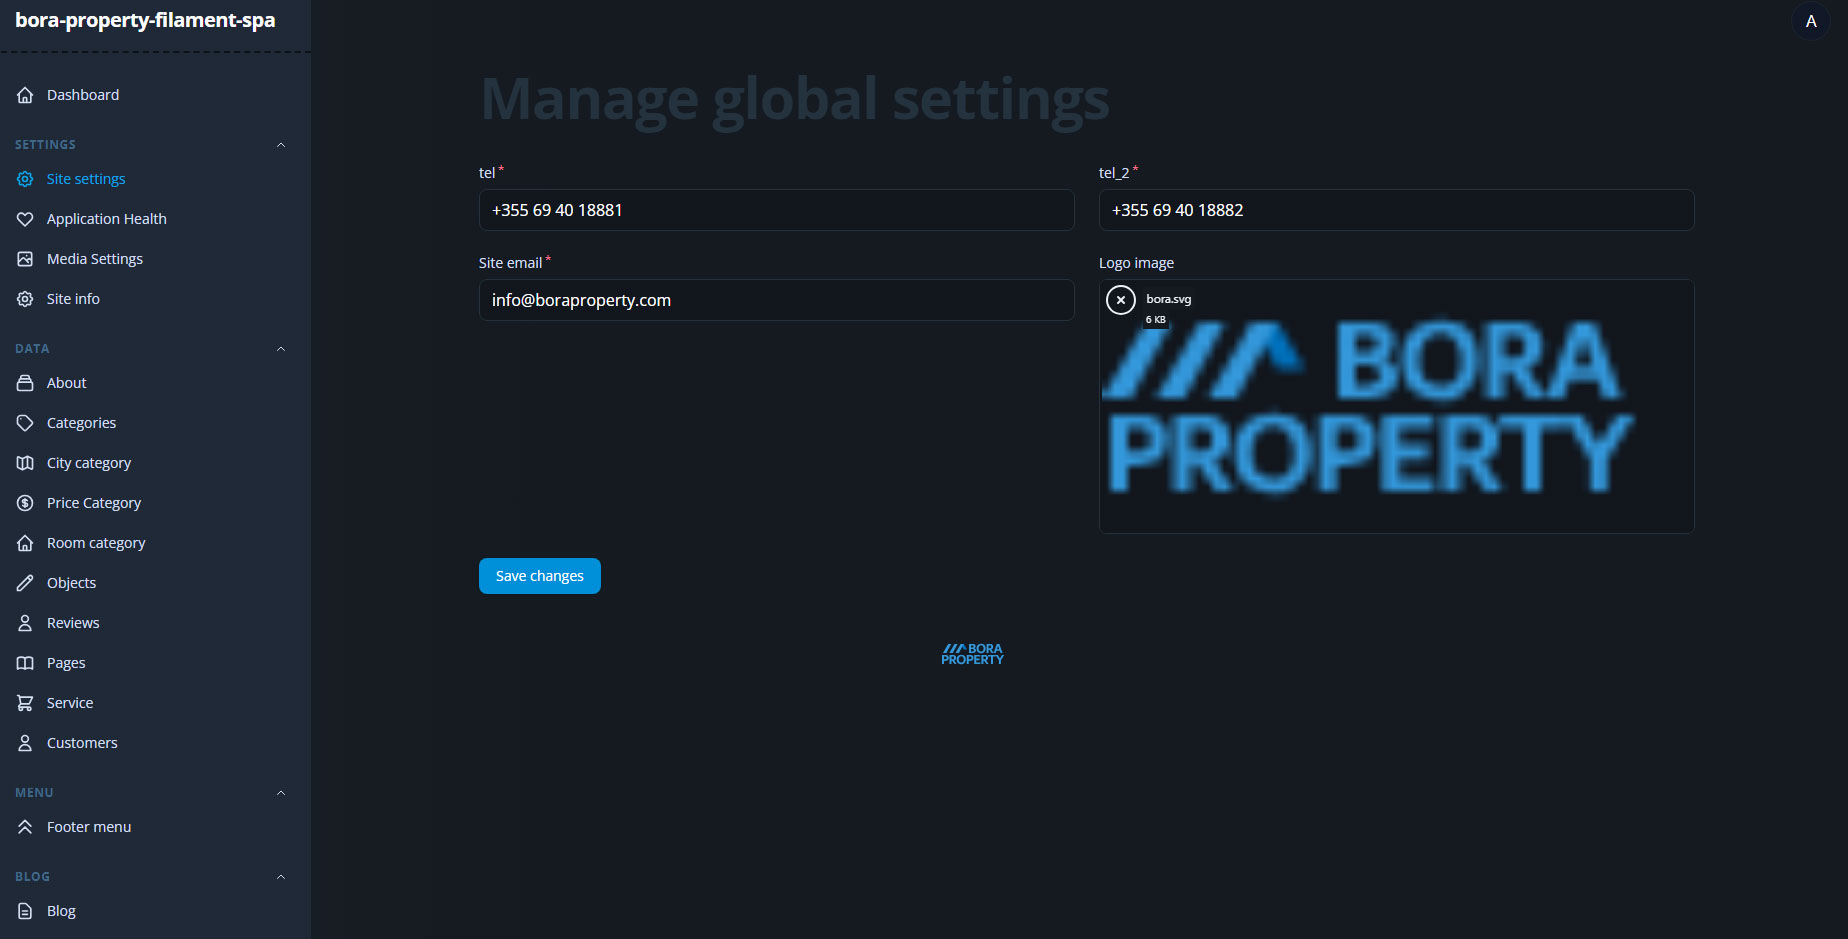 bora-property-filament-spa
A
Dashboard
SETTINGS
Site settings
Application Health
Media Settings
Site info
DATA
About
Categories
City category
Price Category
Room category
Objects
Reviews
Pages
Service
Customers
MENU
Footer menu
BLOG
Blog
Manage global settings
tel*
+355 69 40 18881
tel_2*
+355 69 40 18882
Site email*
info@boraproperty.com
Logo image
bora.svg
6 KB
BORA
PROPERTY
Save changes
BORA
PROPERTY